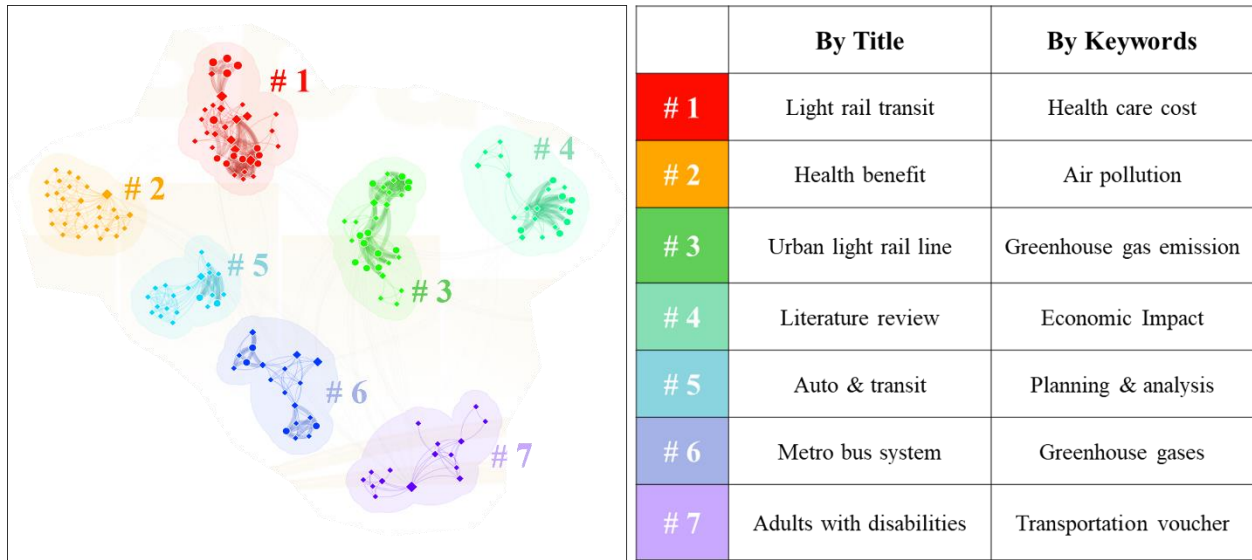 # 1
# 4
# 2
# 5
# 3
# 6
# 7
By Title By Keywords
# 1 Light rail transit Health care cost
# 2 Health benefit Air pollution
# 3 Urban light rail line Greenhouse gas emission
# 4 Literature review Economic Impact
# 5 Auto & transit Planning & analysis
# 6 Metro bus system Greenhouse gases
# 7 Adults with disabilities Transportation voucher